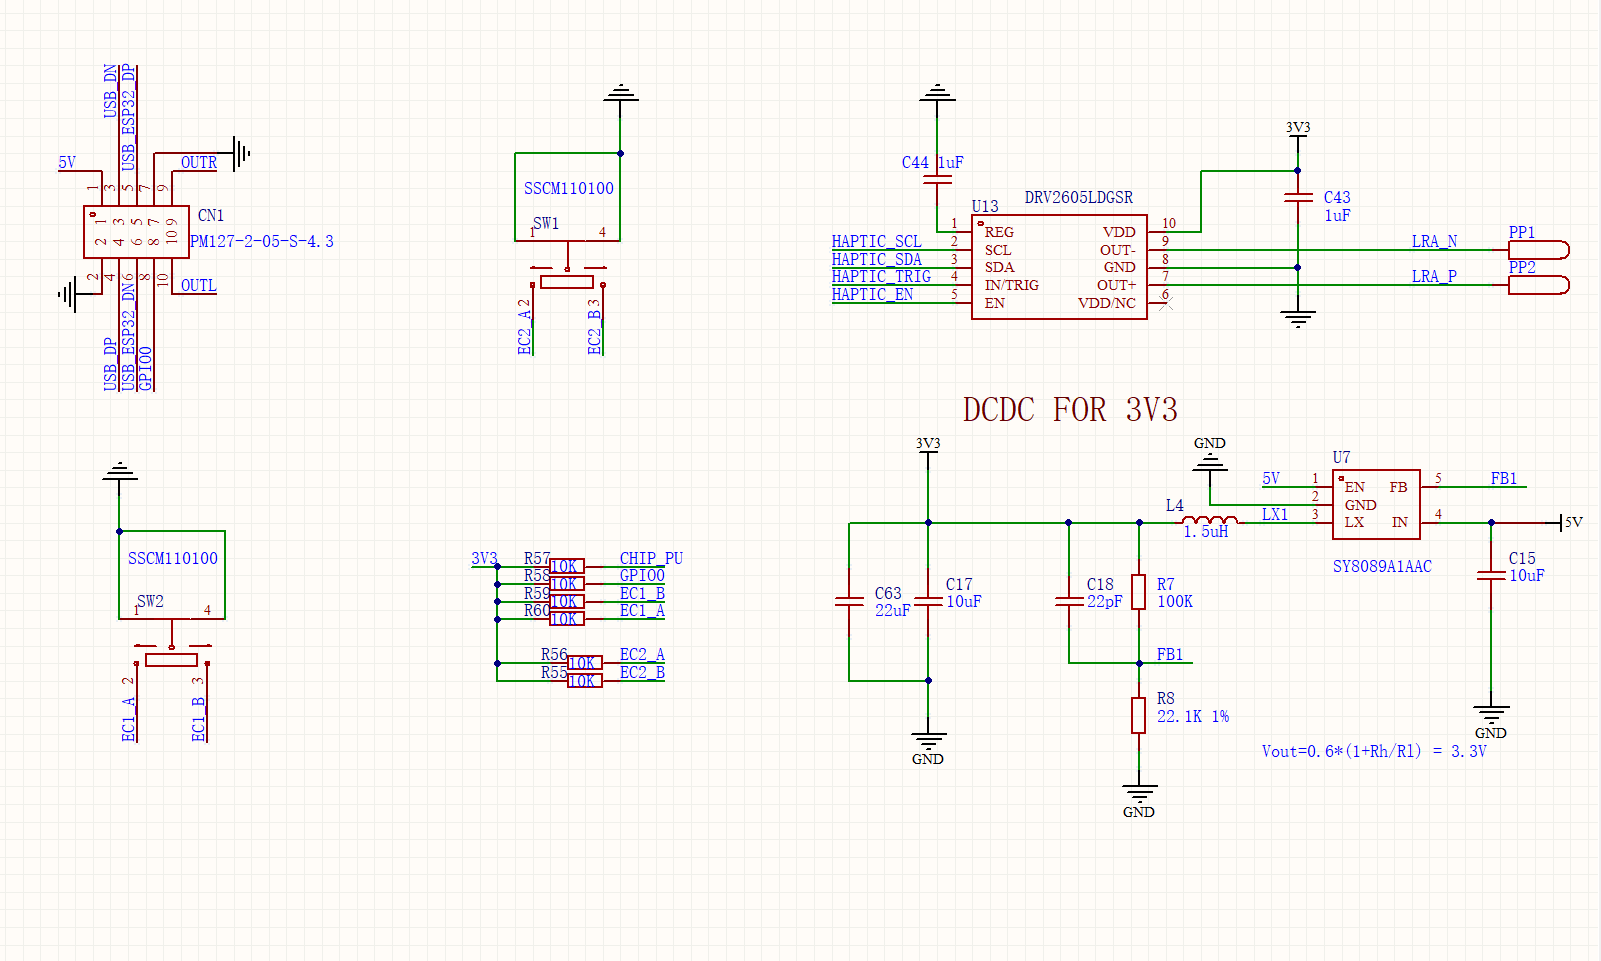 USB_DN
USB_ESP32_DP
5V
OUTR
1
3
5
7
9
CN1
1 3 5 7 9
2 4 6 8 10
PM127-2-05-S-4.3
2
4
6
8
10
OUTL
USB_DP
USB_ESP32_DN
GPIO0
SSCM110100
SW1
1
4
2
3
EC2_A
EC2_B
C44 1uF
3V3
DRV2605LDGSR
C43
1uF
U13
1 REG VDD 10
HAPTIC_SCL 2 SCL OUT- 9 LRA_N PP1
HAPTIC_SDA 3 SDA GND 8
HAPTIC_TRIG 4 IN/TRIG OUT+ 7 LRA_P PP2
HAPTIC_EN 5 EN VDD/NC 6
DCDC FOR 3V3
SSCM110100
SW2
1
4
2
3
EC1_A
EC1_B
3V3 R57 10K CHIP_PU
R58 10K GPIO0
R59 10K EC1_B
R60 10K EC1_A
R56 10K EC2_A
R55 10K EC2_B
3V3
GND
U7
5V 1 EN FB 5 FB1
2 GND
L4
LX1 3 LX IN 4 5V
1.5uH
SY8089A1AAC
C15
10uF
C63
22uF
C17
10uF
C18
22pF
R7
100K
FB1
R8
22.1K 1%
GND
GND
GND
Vout=0.6*(1+Rh/Rl) = 3.3V